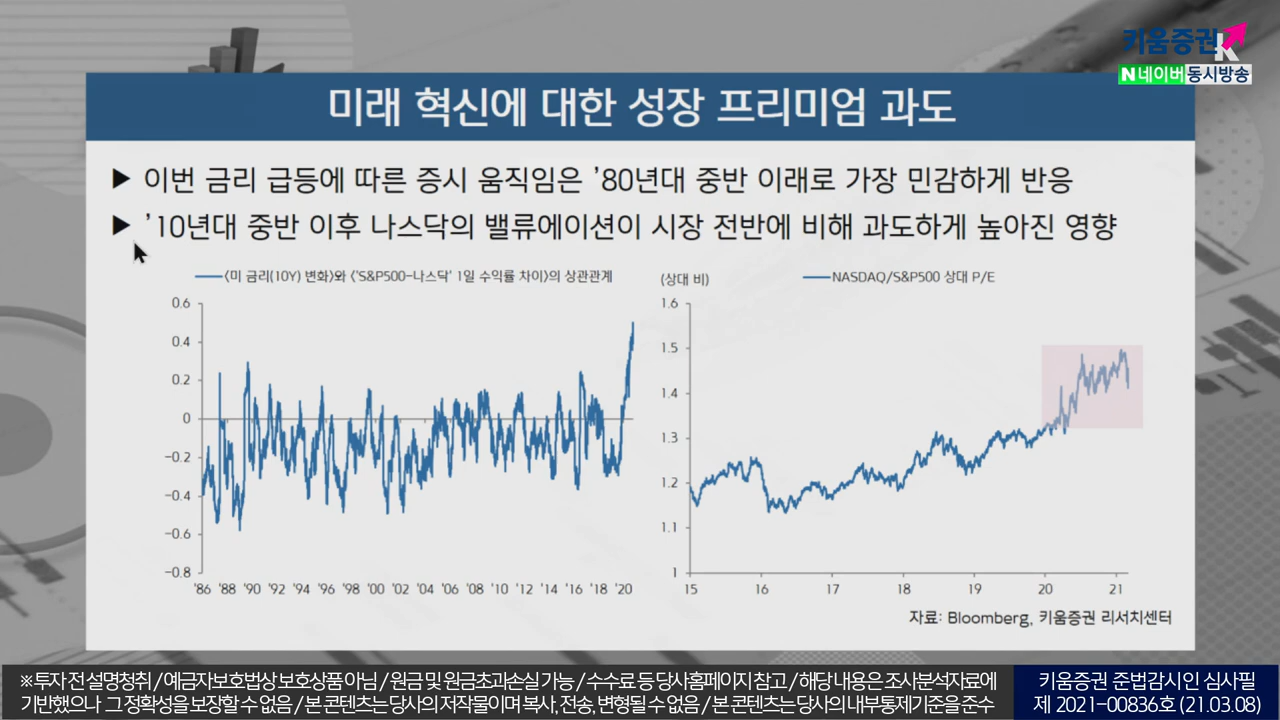 키움증권
N 네이버 동시방송
미래 혁신에 대한 성장 프리미엄 과도
▶ 이번 금리 급등에 따른 증시 움직임은 '80년대 중반 이래로 가장 민감하게 반응
▶ '10년대 중반 이후 나스닥의 밸류에이션이 시장 전반에 비해 과도하게 높아진 영향
〈미 금리(10Y) 변화〉와 〈'S&P500-나스닥' 1일 수익률 차이〉의 상관관계
0.6
0.4
0.2
0
-0.2
-0.4
-0.6
-0.8
'86 '88 '90 '92 '94 '96 '98 '00 '02 '04 '06 '08 '10 '12 '14 '16 '18 '20
(상대 비)
NASDAQ/S&P500 상대 P/E
1.6
1.5
1.4
1.3
1.2
1.1
1
15 16 17 18 19 20 21
자료: Bloomberg, 키움증권 리서치센터
※ 투자 전 설명청취 / 예금자보호법상 보호상품 아님 / 원금 및 원금초과손실 가능 / 수수료 등 당사홈페이지 참고 / 해당 내용은 조사분석자료에
기반했으나 그 정확성을 보장할 수 없음 / 본 콘텐츠는 당사의 저작물이며 복사, 전송, 변형될 수 없음 / 본 콘텐츠는 당사의 내부통제기준을 준수
키움증권 준법감시인 심사필
제 2021-00836호 (21.03.08)